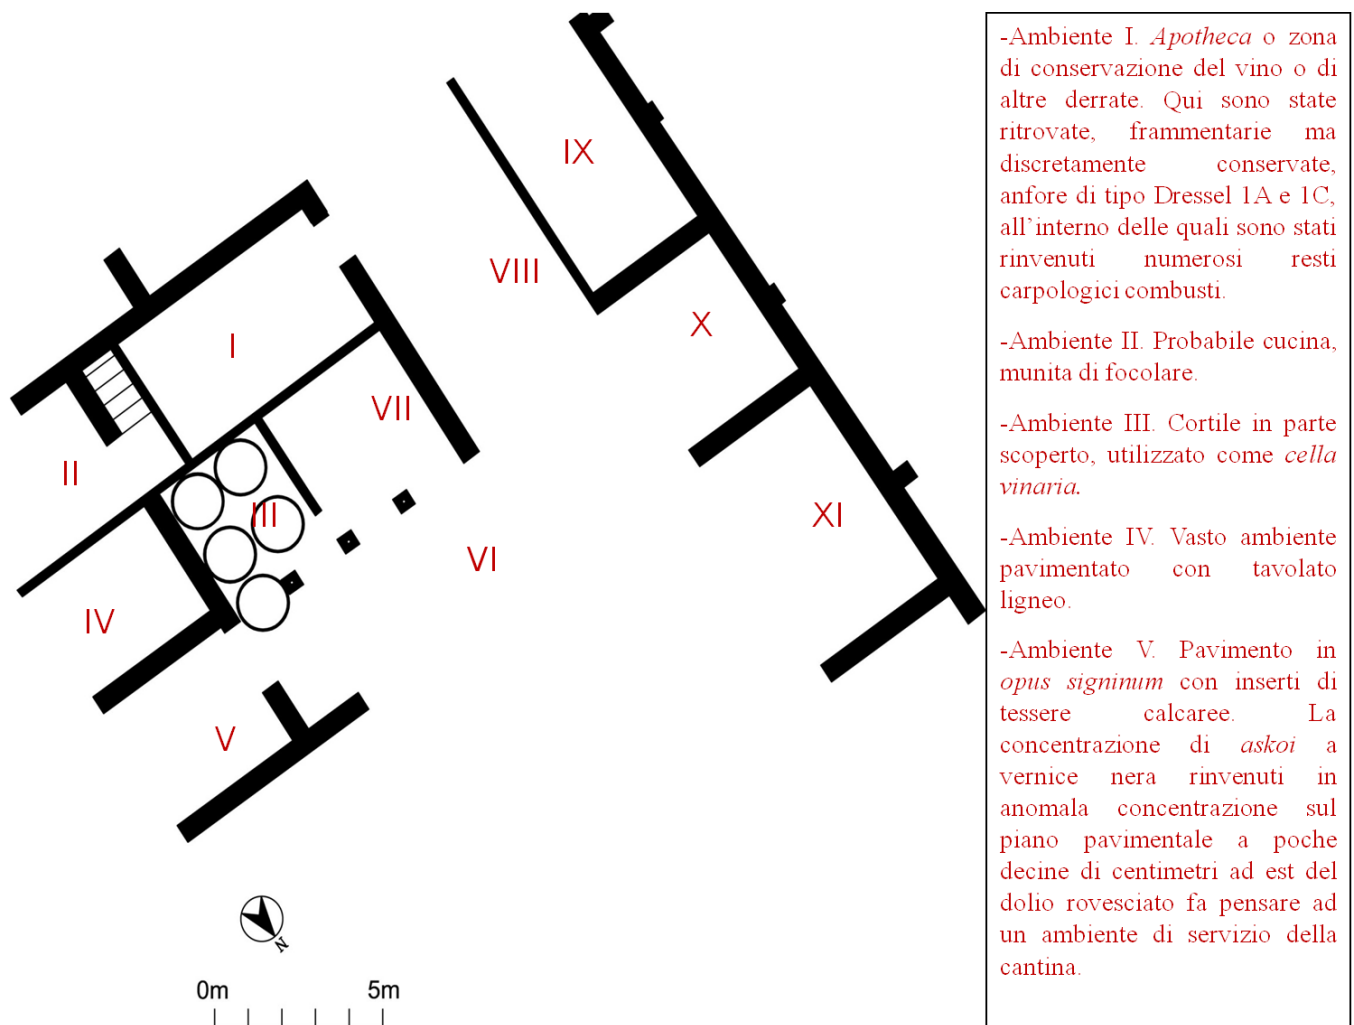 IX
VIII
X
I
VII
II
III
XI
VI
IV
V
N
0m 5m
-Ambiente I. Apotheca o zona
di conservazione del vino o di
altre derrate. Qui sono state
ritrovate, frammentarie ma
discretamente conservate,
anfore di tipo Dressel 1A e 1C,
all'interno delle quali sono stati
rinvenuti numerosi resti
carpologici combusti.
-Ambiente II. Probabile cucina,
munita di focolare.
-Ambiente III. Cortile in parte
scoperto, utilizzato come cella
vinaria.
-Ambiente IV. Vasto ambiente
pavimentato con tavolato
ligneo.
-Ambiente V. Pavimento in
opus signinum con inserti di
tessere calcaree. La
concentrazione di askoi a
vernice nera rinvenuti in
anomala concentrazione sul
piano pavimentale a poche
decine di centimetri ad est del
dolio rovesciato fa pensare ad
un ambiente di servizio della
cantina.